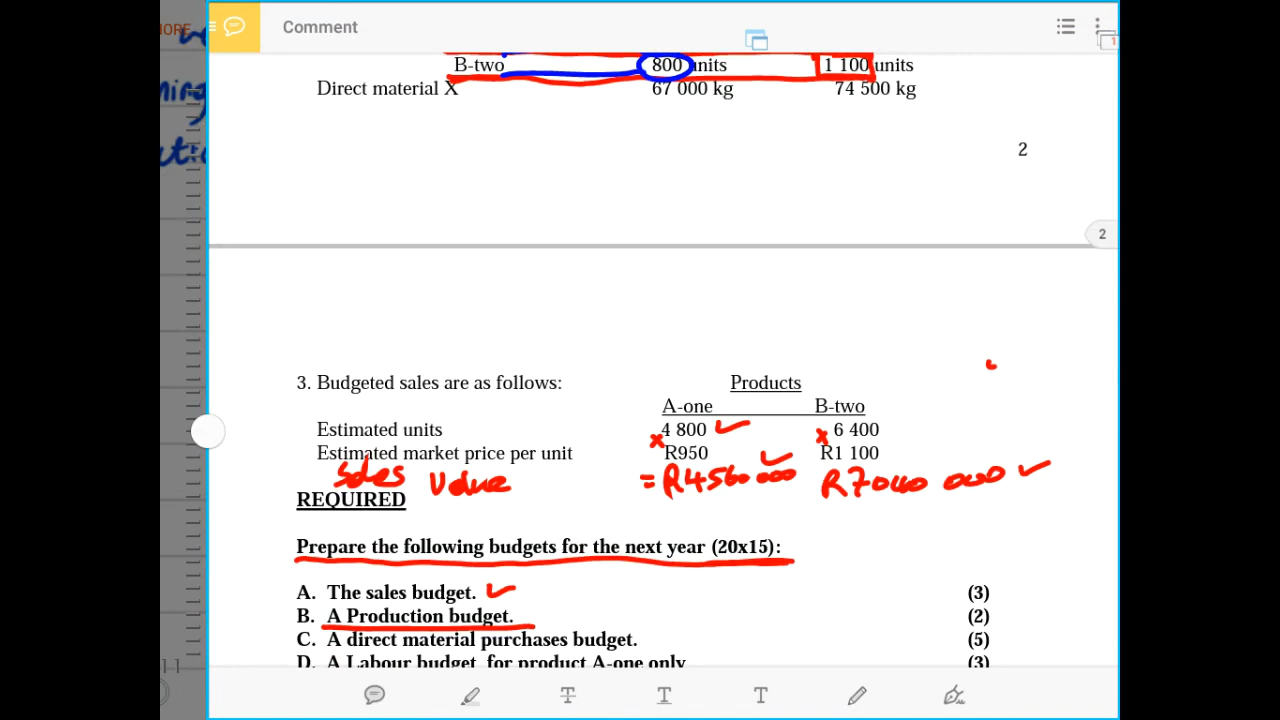 MORE
Comment
1
B-two 800 units 1 100 units
Direct material X 67 000 kg 74 500 kg
2
2
3. Budgeted sales are as follows: Products
A-one B-two
Estimated units 4 800 6 400
x x
Estimated market price per unit R950 R1 100
Sales Value = R4560 000 R7040 000
REQUIRED
Prepare the following budgets for the next year (20x15):
A. The sales budget. (3)
B. A Production budget. (2)
C. A direct material purchases budget. (5)
D. A Labour budget for product A-one only (3)
T T T